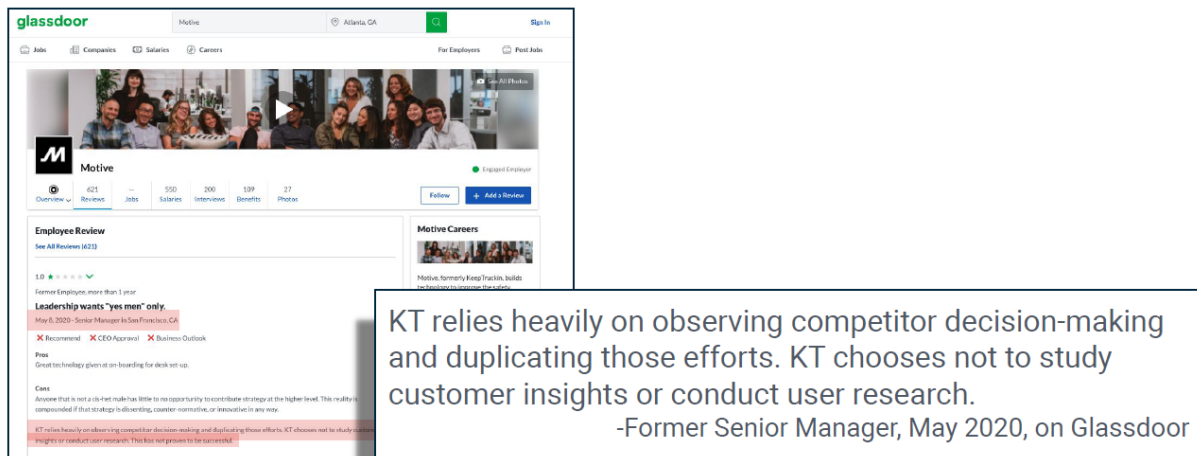 glassdoor Motive Atlanta, GA Sign In
Jobs Companies Salaries Careers For Employers Post Jobs
See All Photos
M
Motive
Engaged Employer
621 -- 550 200 109 27
Overview Reviews Jobs Salaries Interviews Benefits Photos
Follow + Add a Review
Employee Review
See All Reviews (621)
Motive Careers
1.0
Former Employee, more than 1 year
Leadership wants "yes men" only.
May 6, 2020 - Senior Manager in San Francisco, CA
Recommend CEO Approval Business Outlook
Pros
Great technology given at on-boarding for desk set-up.
Cons
Anyone that is not a cis-het male has little to no opportunity to contribute strategy at the higher level. This reality is
compounded if that strategy is dissenting, counter-normative, or innovative in any way.
KT relies heavily on observing competitor decision-making and duplicating those efforts. KT chooses not to study
insights or conduct user research. This has not proven to be successful.
Motive, formerly KeepTruckin, builds
technology to improve the safety,
KT relies heavily on observing competitor decision-making
and duplicating those efforts. KT chooses not to study
customer insights or conduct user research.
-Former Senior Manager, May 2020, on Glassdoor